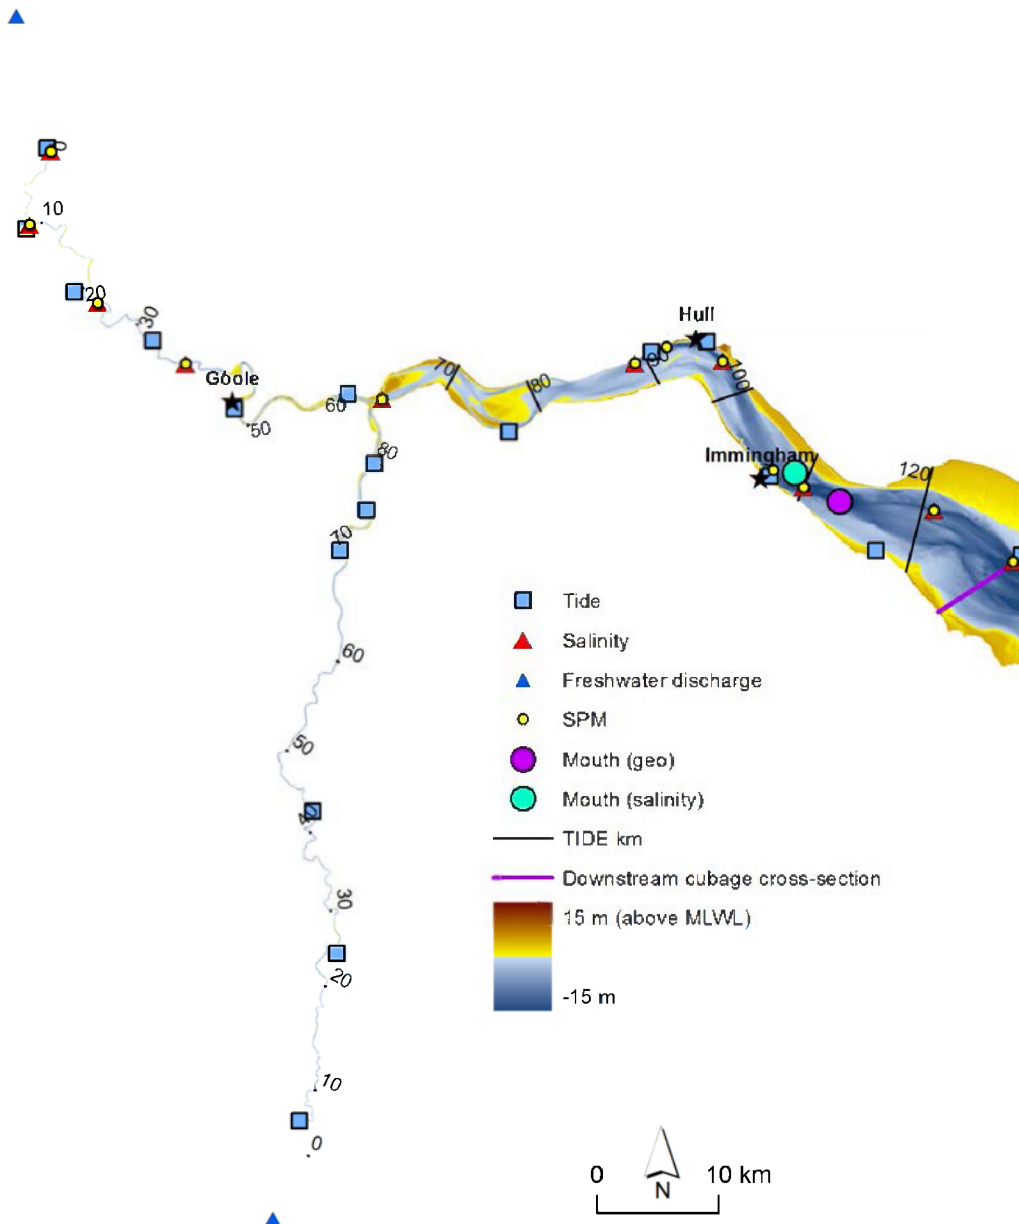 0
10
20
30
Goole
50
60
70
80
Hull
90
100
Immingham
120
80
70
60
50
40
30
20
10
0
Tide
Salinity
Freshwater discharge
SPM
Mouth (geo)
Mouth (salinity)
TIDE km
Downstream cubage cross-section
15 m (above MLWL)
-15 m
0 10 km
N